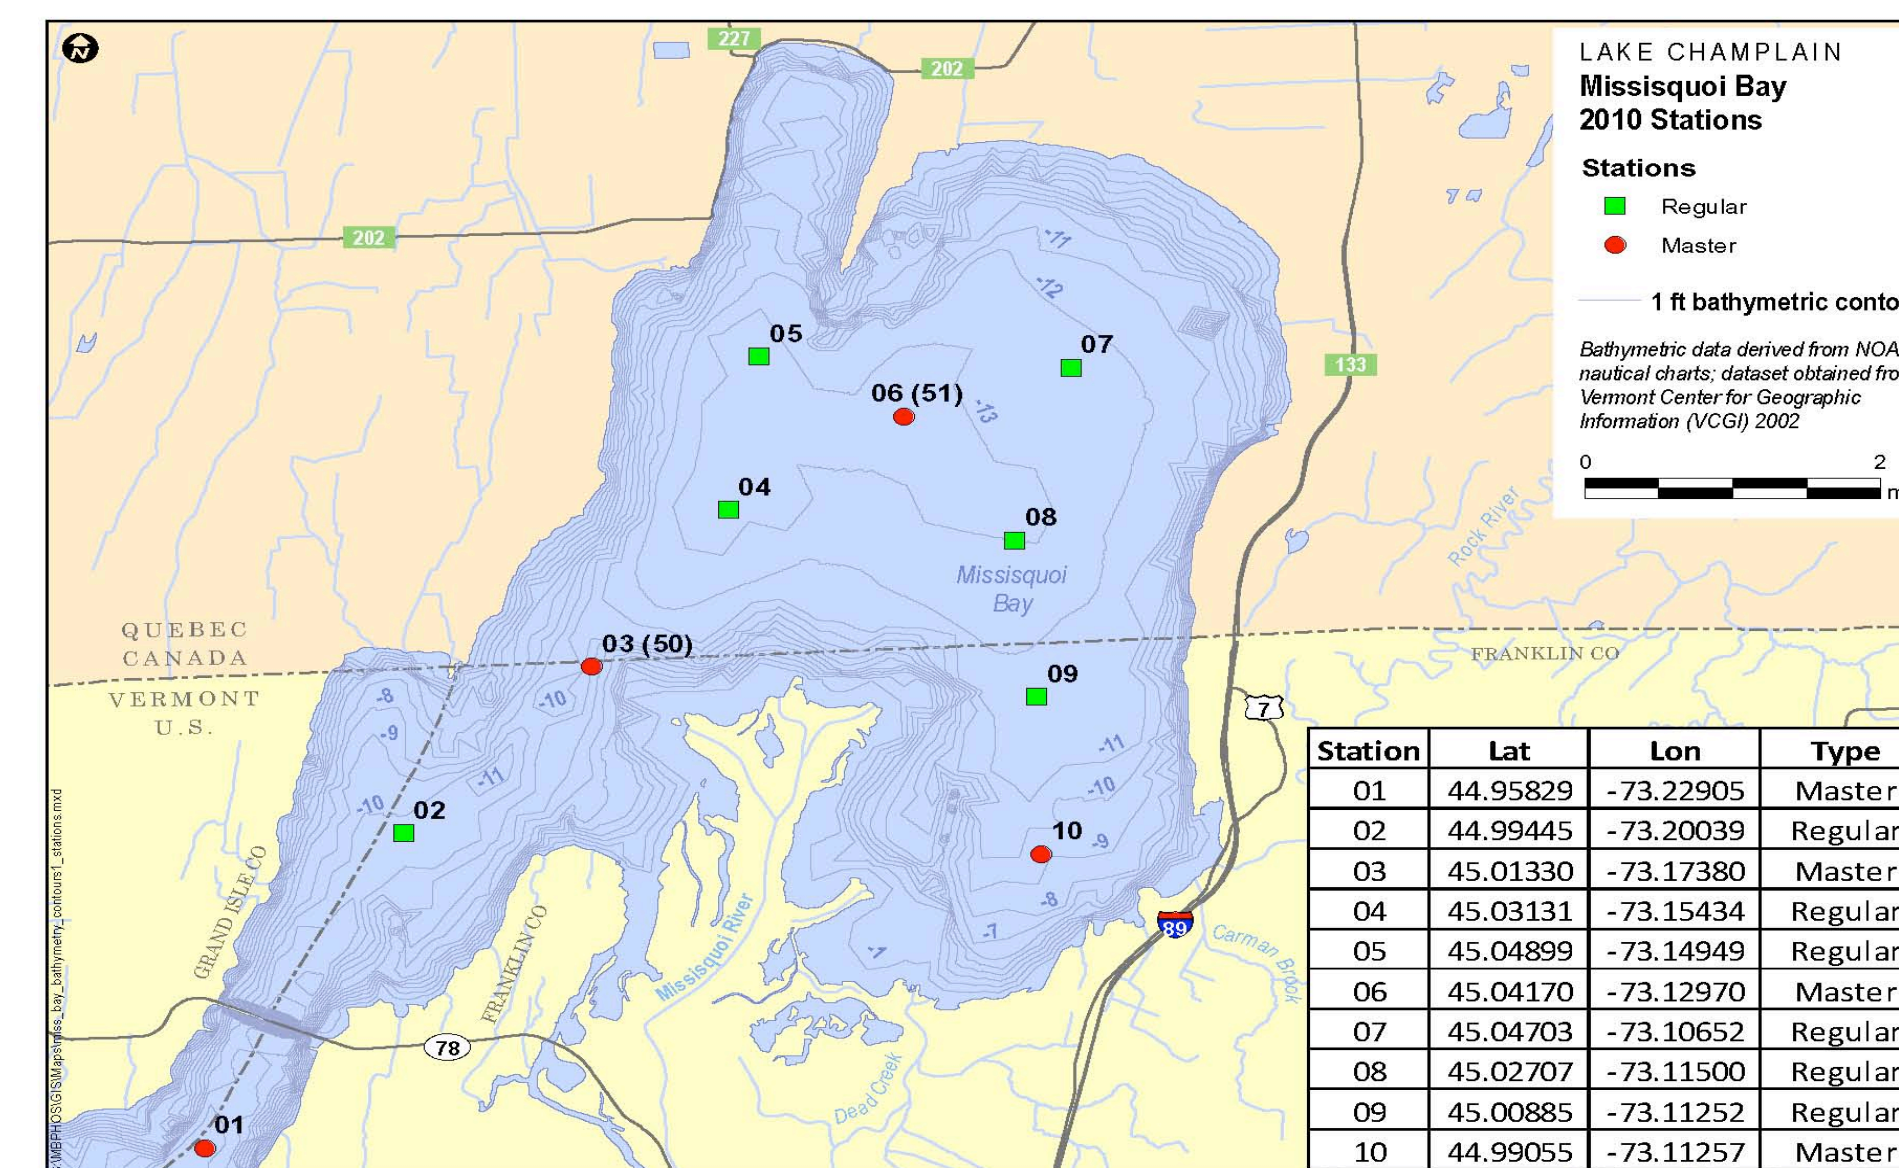 N
227
202
202
133
LAKE CHAMPLAIN
Missisquoi Bay
2010 Stations
Stations
Regular
Master
1 ft bathymetric conto
Bathymetric data derived from NOA
nautical charts; dataset obtained fro
Vermont Center for Geographic
Information (VCGI) 2002
0 2
m
-11
-12
05
07
06 (51)
-13
04
08
Missisquoi
Bay
Rock River
QUEBEC
CANADA
VERMONT
U.S.
FRANKLIN CO
03 (50)
09
-8
-10
-9
-11
-10
02
7
-11
-10
10
-9
-8
-7
-1
89
Carman Brook
GRAND ISLE CO
FRANKLIN CO
Missisquoi River
Dead Creek
78
01
\MBPHOS\GIS\Maps\miss_bay_bathymetry_contours1_stations.mxd
Station Lat Lon Type
01 44.95829 -73.22905 Master
02 44.99445 -73.20039 Regular
03 45.01330 -73.17380 Master
04 45.03131 -73.15434 Regular
05 45.04899 -73.14949 Regular
06 45.04170 -73.12970 Master
07 45.04703 -73.10652 Regular
08 45.02707 -73.11500 Regular
09 45.00885 -73.11252 Regular
10 44.99055 -73.11257 Master